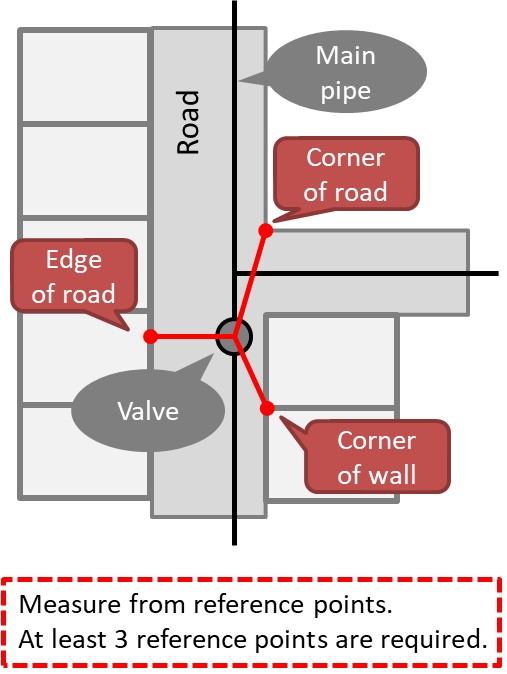 Main
pipe
Road
Corner
of road
Edge
of road
Valve
Corner
of wall
Measure from reference points.
At least 3 reference points are required.